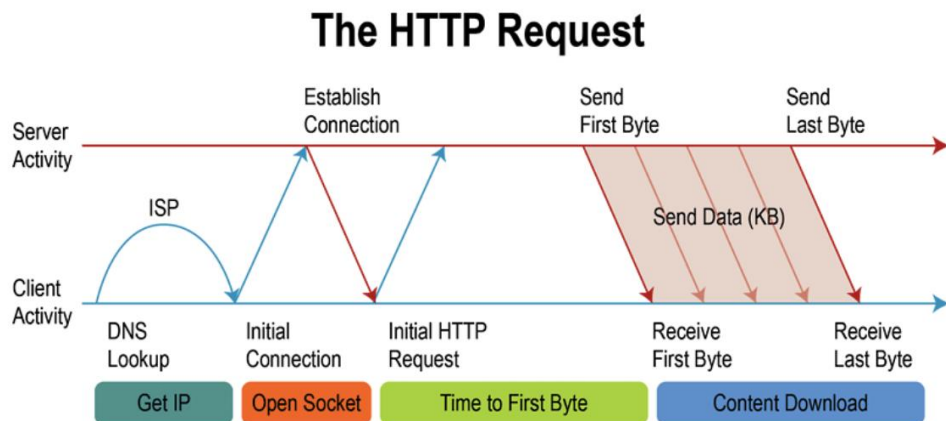 The HTTP Request
Establish
Connection
Send
First Byte
Send
Last Byte
Server
Activity
ISP
Send Data (KB)
Client
Activity
DNS
Lookup
Initial
Connection
Initial HTTP
Request
Receive
First Byte
Receive
Last Byte
Get IP
Open Socket
Time to First Byte
Content Download